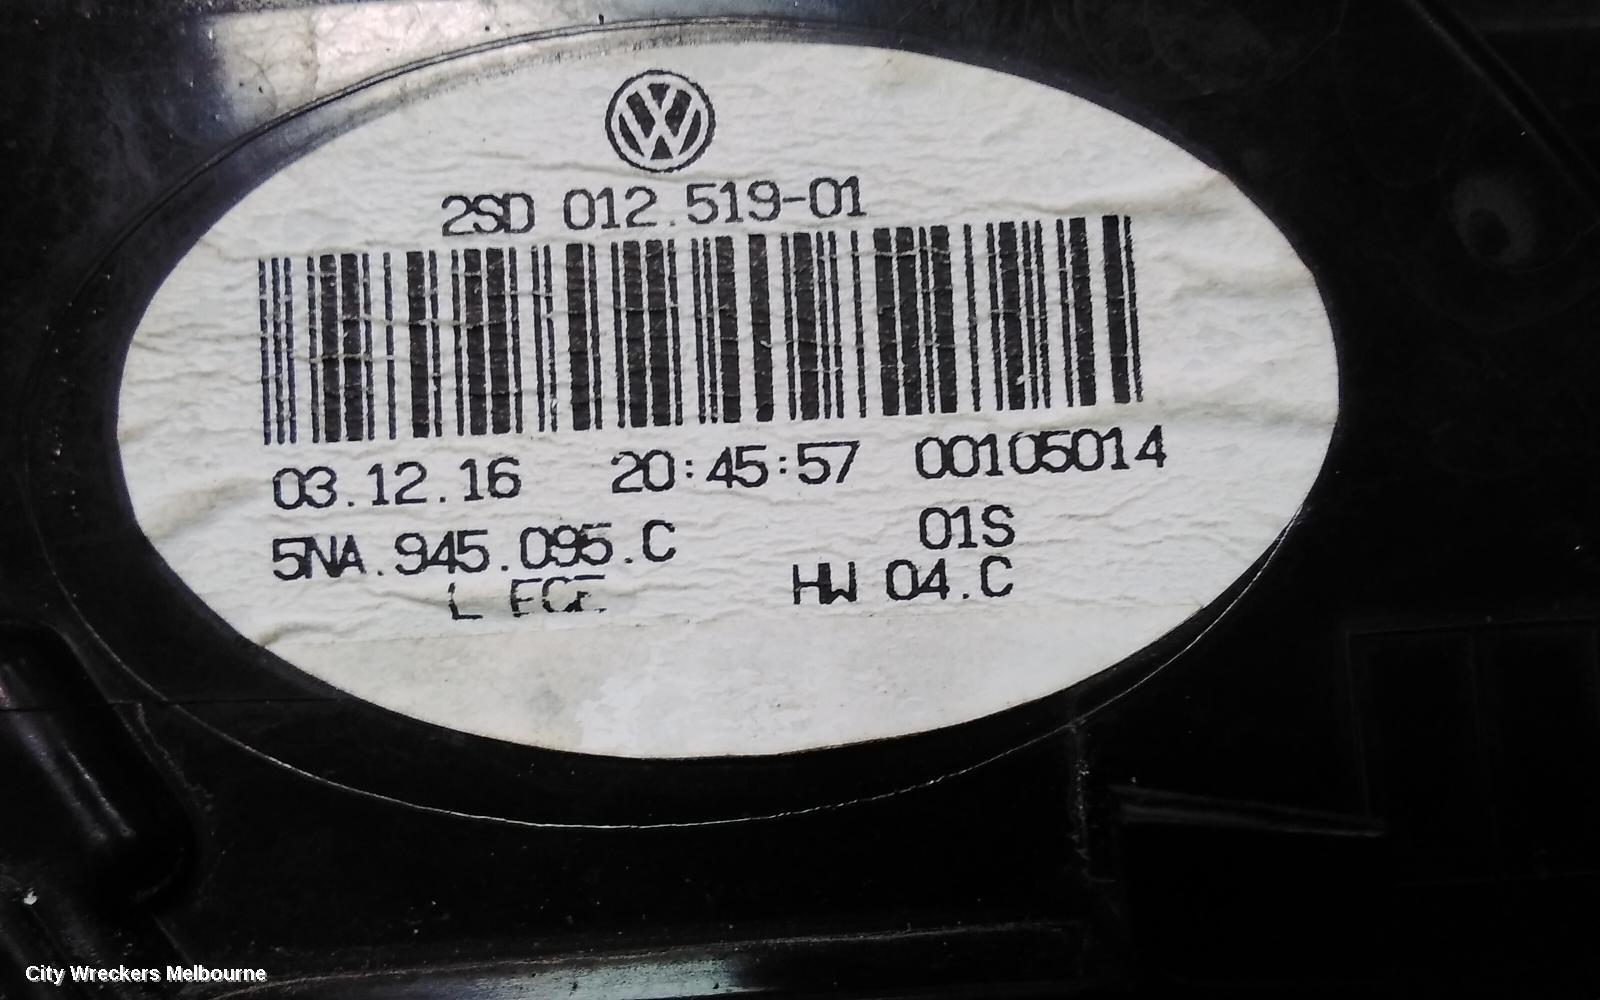 2SD 012.519-01
03.12.16 20:45:57 00105014
5NA.945.095.C 01S
L ECE HW 04.C
City Wreckers Melbourne